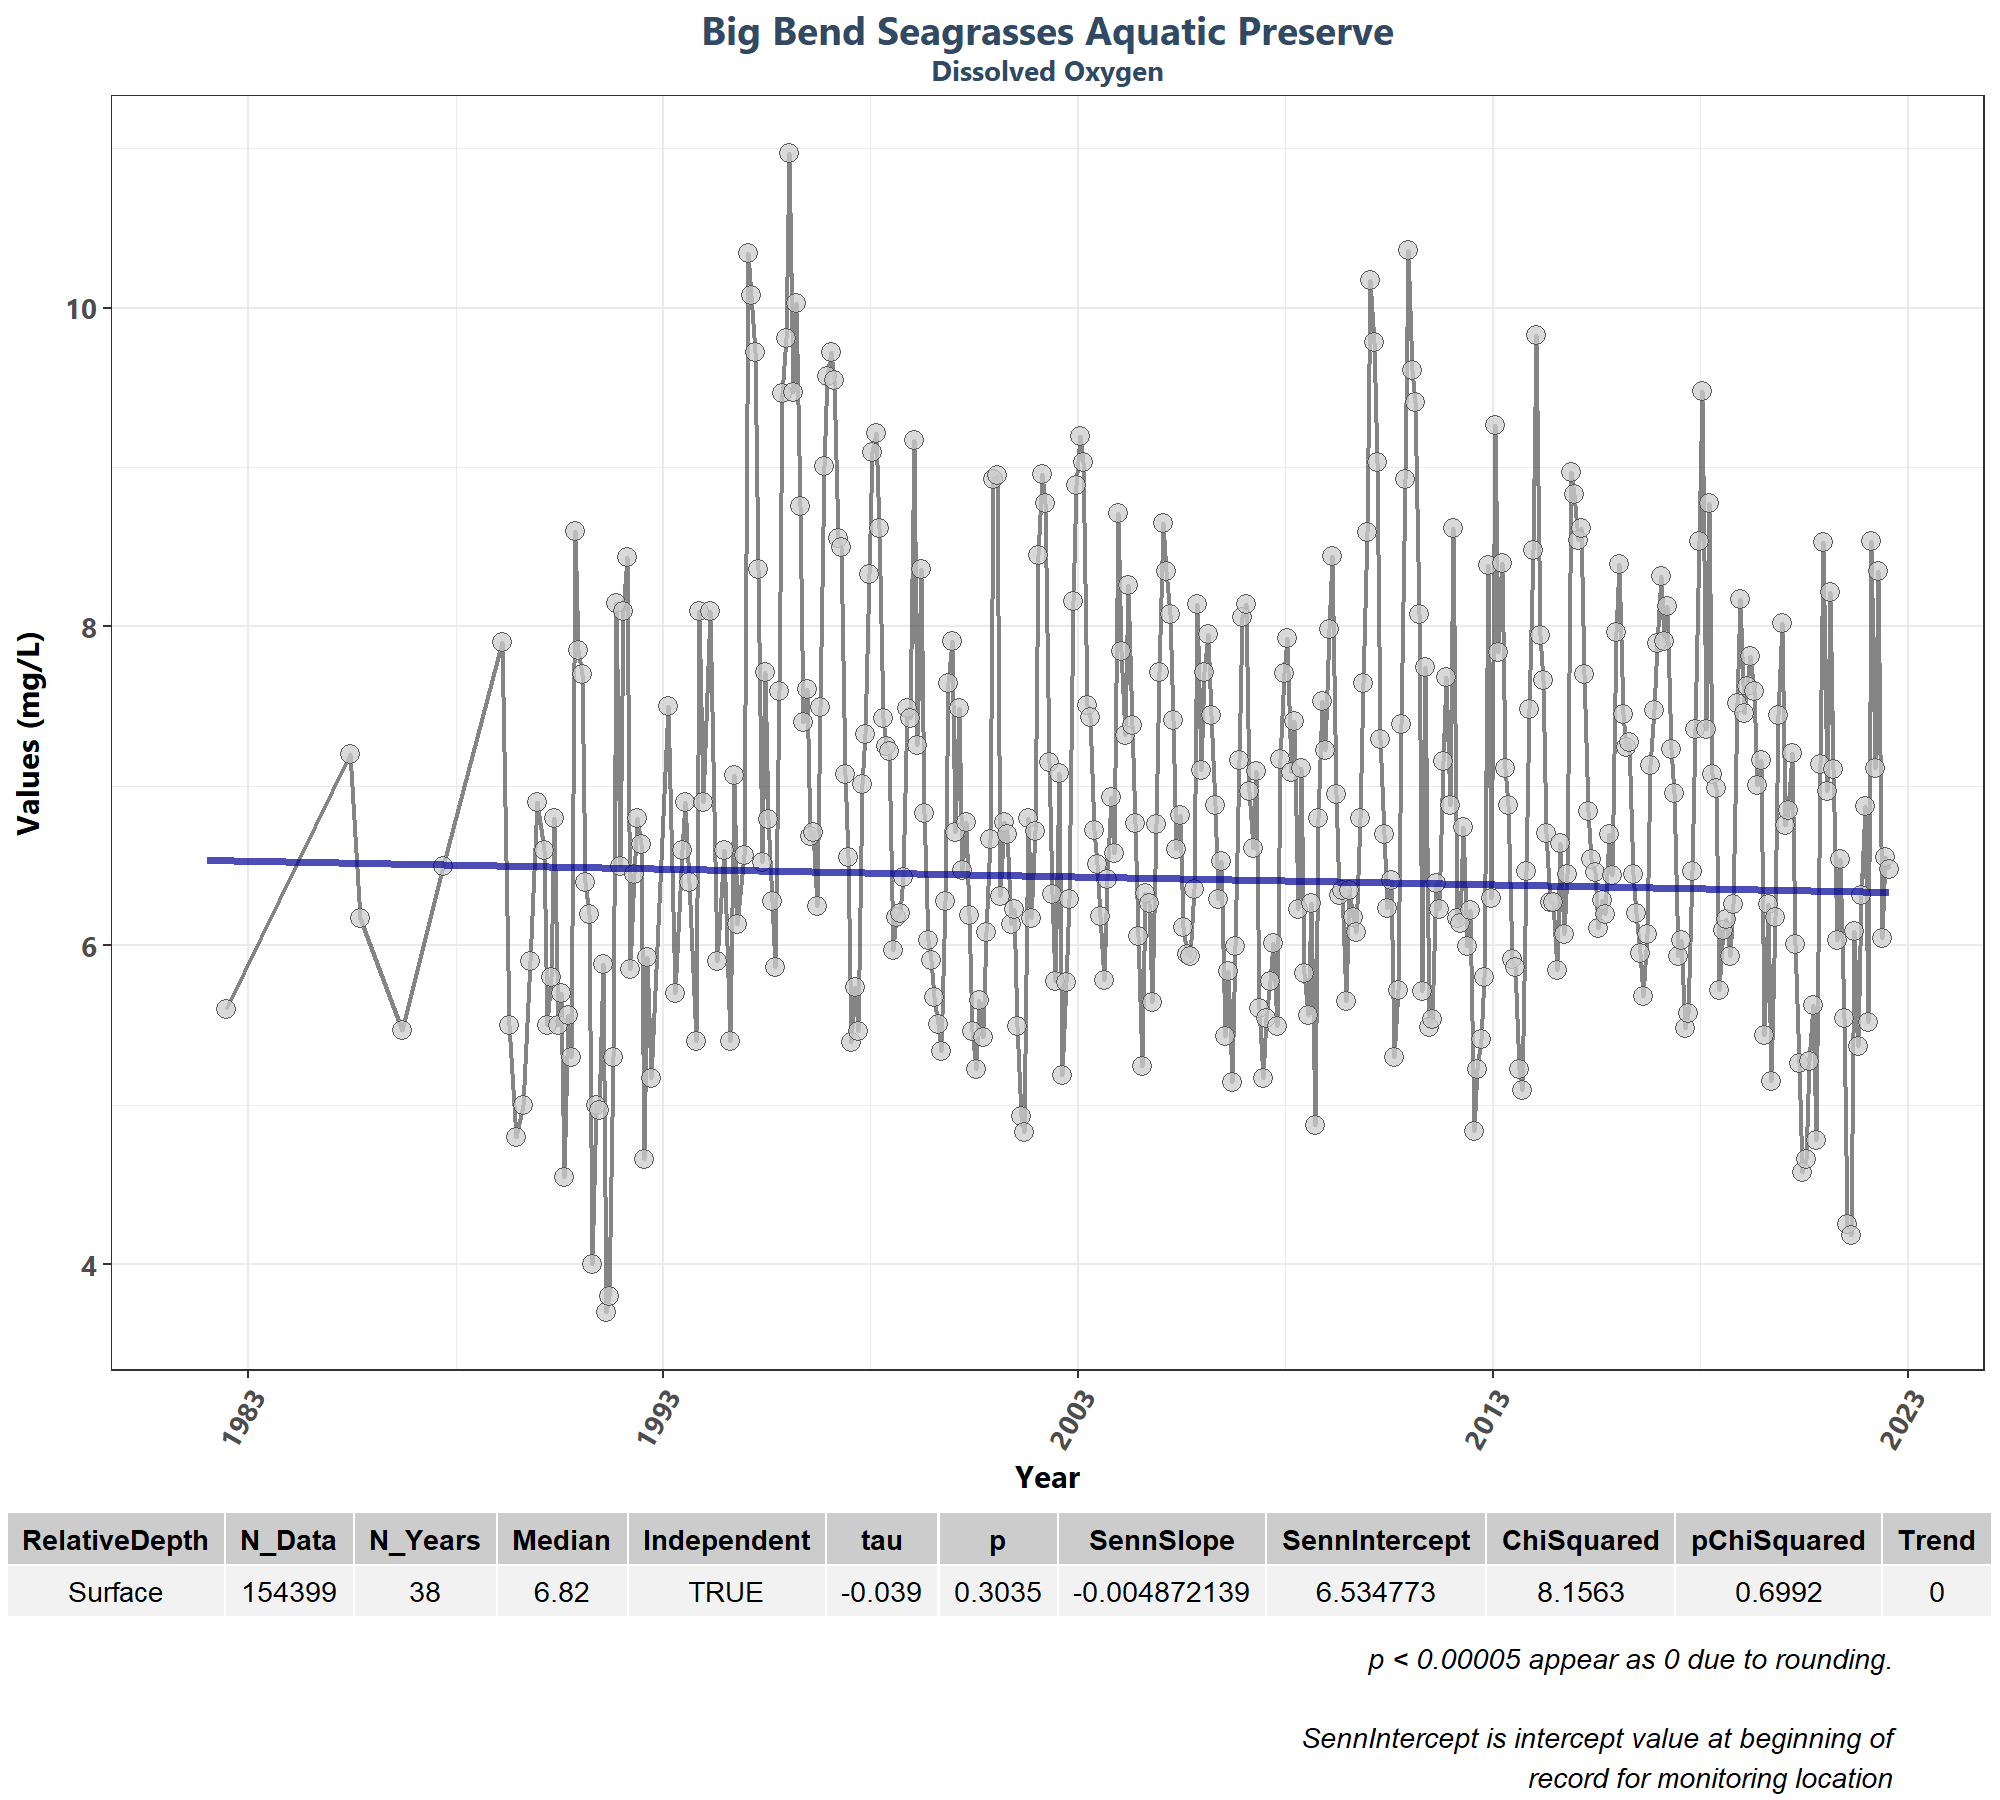 Big Bend Seagrasses Aquatic Preserve
Dissolved Oxygen
Values (mg/L)
10
8
6
4
1983
1993
2003
2013
2023
Year
RelativeDepth N_Data N_Years Median Independent tau p SennSlope SennIntercept ChiSquared pChiSquared Trend
Surface 154399 38 6.82 TRUE -0.039 0.3035 -0.004872139 6.534773 8.1563 0.6992 0
p < 0.00005 appear as 0 due to rounding.
SennIntercept is intercept value at beginning of
record for monitoring location